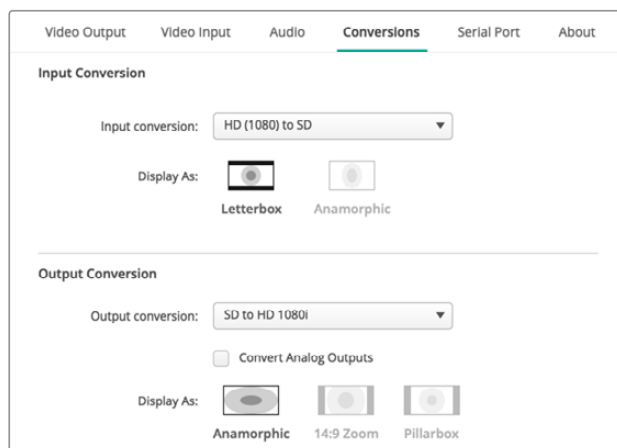 Video Output Video Input Audio Conversions Serial Port About
Input Conversion
Input conversion: HD (1080) to SD
Display As:
Letterbox Anamorphic
Output Conversion
Output conversion: SD to HD 1080i
Convert Analog Outputs
Display As:
Anamorphic 14:9 Zoom Pillarbox